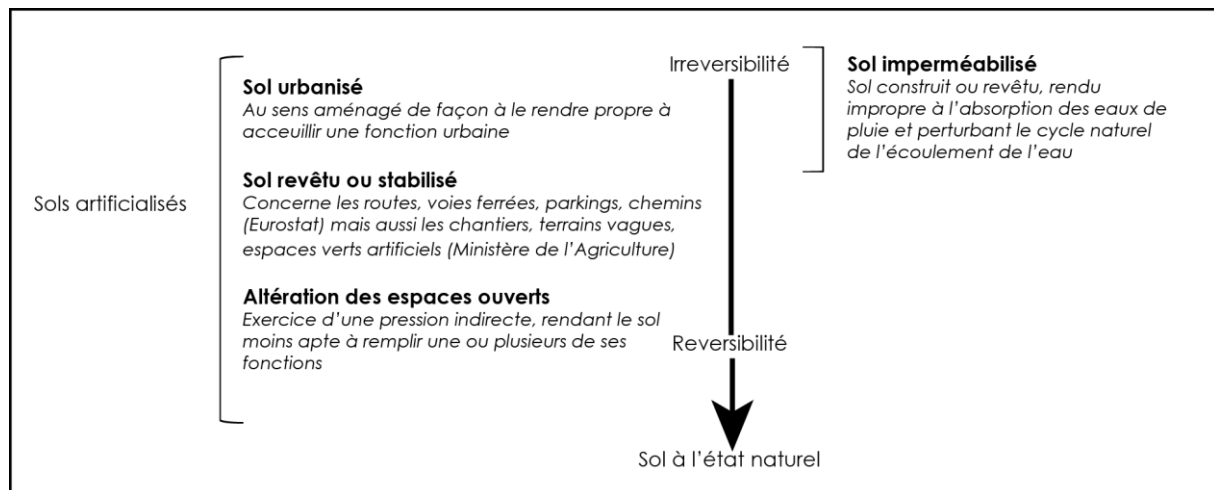 Sols artificialisés
Sol urbanisé
Au sens aménagé de façon à le rendre propre à
acceuillir une fonction urbaine
Sol revêtu ou stabilisé
Concerne les routes, voies ferrées, parkings, chemins
(Eurostat) mais aussi les chantiers, terrains vagues,
espaces verts artificiels (Ministère de l'Agriculture)
Altération des espaces ouverts
Exercice d'une pression indirecte, rendant le sol
moins apte à remplir une ou plusieurs de ses
fonctions
Irreversibilité
Reversibilité
Sol à l'état naturel
Sol imperméabilisé
Sol construit ou revêtu, rendu
impropre à l'absorption des eaux de
pluie et perturbant le cycle naturel
de l'écoulement de l'eau